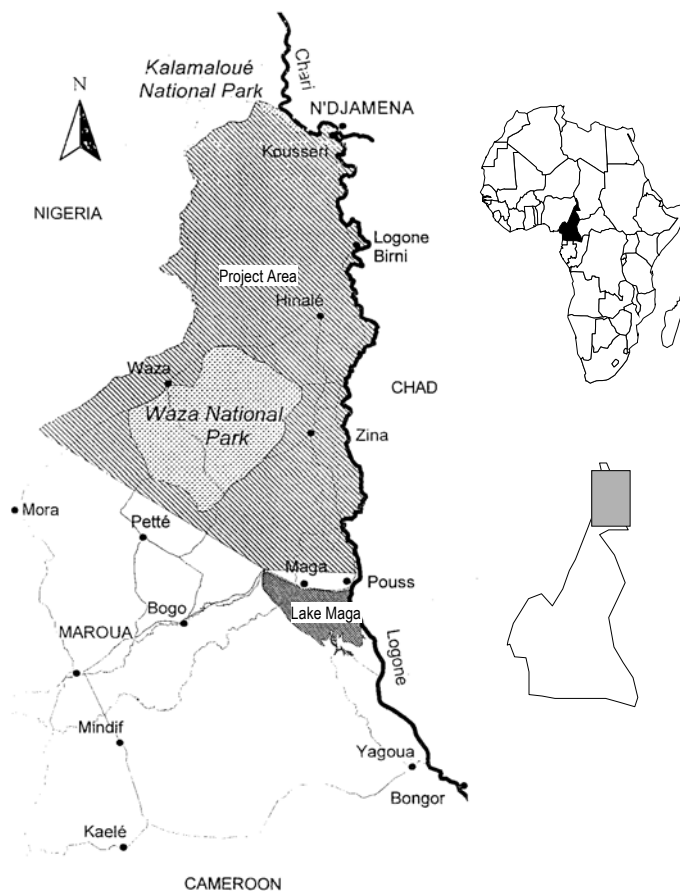 N
Kalamaloué
National Park
Chari
N'DJAMENA
Kousseri
NIGERIA
Logone
Birni
Project Area
Hinalé
Waza
CHAD
Waza National
Park
Zina
Mora
Petté
Maga
Pouss
Bogo
Lake Maga
MAROUA
Logone
Mindif
Yagoua
Bongor
Kaelé
CAMEROON